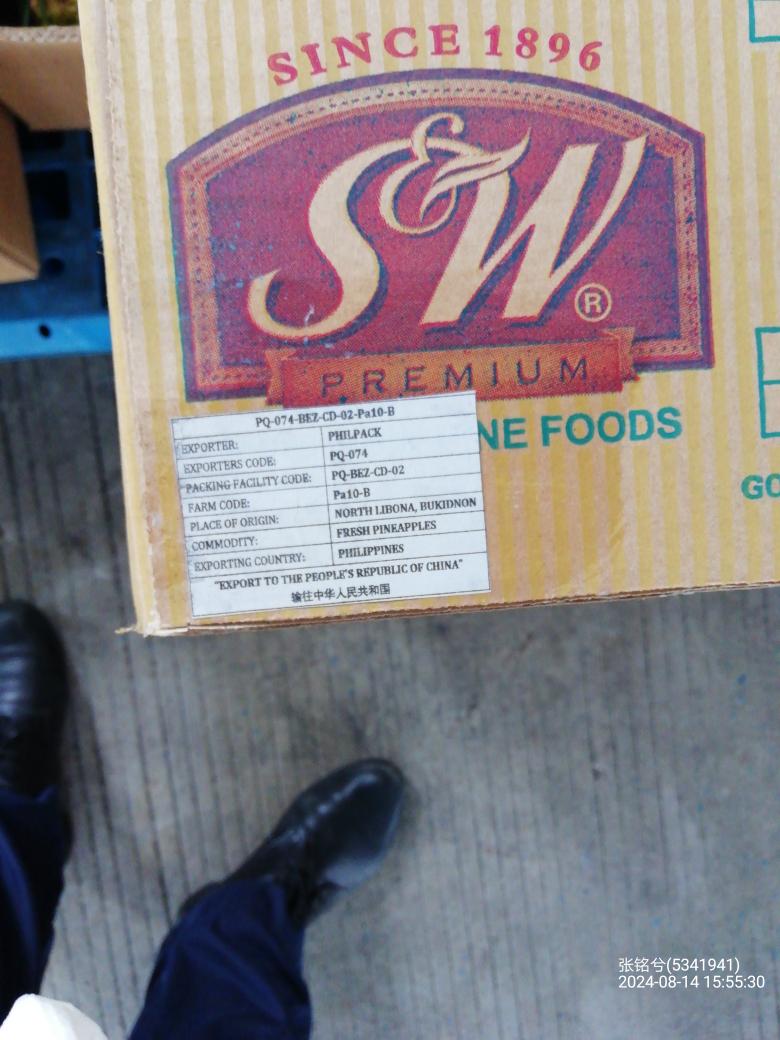 SINCE 1896
S&W®
PREMIUM
NE FOODS
GO
PQ-074-BEZ-CD-02-Pa10-B
EXPORTER: PHILPACK
EXPORTERS CODE: PQ-074
PACKING FACILITY CODE: PQ-BEZ-CD-02
FARM CODE: Pa10-B
PLACE OF ORIGIN: NORTH LIBONA, BUKIDNON
COMMODITY: FRESH PINEAPPLES
EXPORTING COUNTRY: PHILIPPINES
"EXPORT TO THE PEOPLE'S REPUBLIC OF CHINA"
输往中华人民共和国
张铭兮(5341941)
2024-08-14 15:55:30